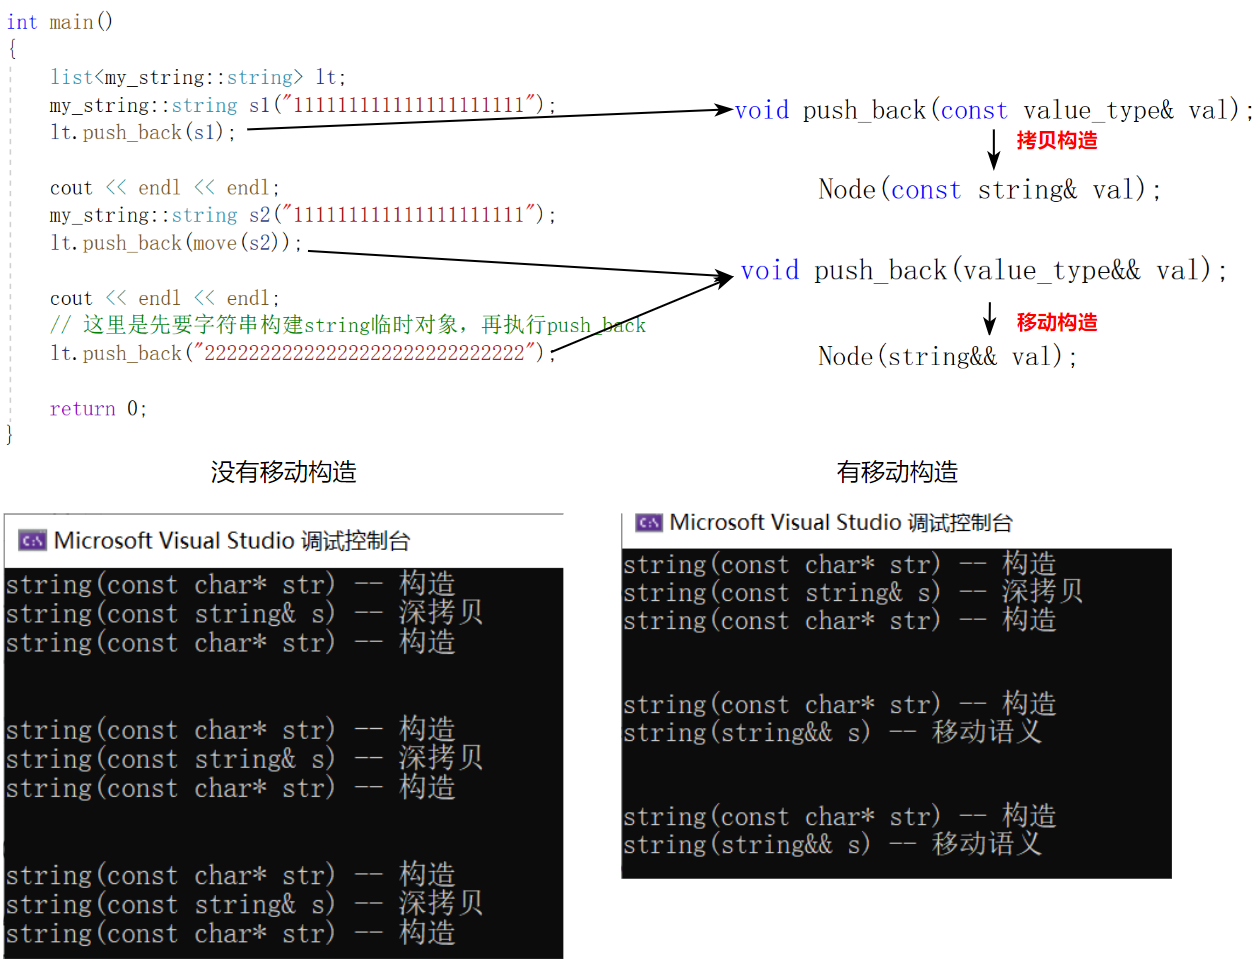 int main()
{
list<my_string::string> lt;
my_string::string s1("111111111111111111111");
lt.push_back(s1);
cout << endl << endl;
my_string::string s2("111111111111111111111");
lt.push_back(move(s2));
cout << endl << endl;
// 这里是先要字符串构建string临时对象，再执行push_back
lt.push_back("22222222222222222222222222222");
return 0;
}
void push_back(const value_type& val);
拷贝构造
Node(const string& val);
void push_back(value_type&& val);
移动构造
Node(string&& val);
没有移动构造
Microsoft Visual Studio 调试控制台
string(const char* str) -- 构造
string(const string& s) -- 深拷贝
string(const char* str) -- 构造
string(const char* str) -- 构造
string(const string& s) -- 深拷贝
string(const char* str) -- 构造
string(const char* str) -- 构造
string(const string& s) -- 深拷贝
string(const char* str) -- 构造
有移动构造
Microsoft Visual Studio 调试控制台
string(const char* str) -- 构造
string(const string& s) -- 深拷贝
string(const char* str) -- 构造
string(const char* str) -- 构造
string(string&& s) -- 移动语义
string(const char* str) -- 构造
string(string&& s) -- 移动语义